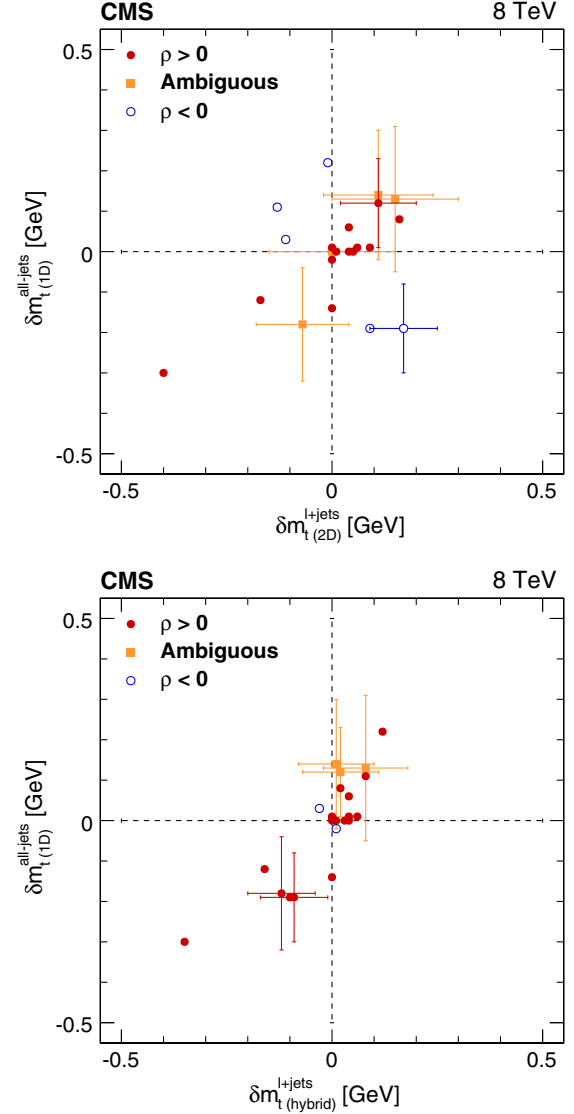 CMS 8 TeV
0.5
ρ > 0
Ambiguous
ρ < 0
δm_t (1D)^all-jets [GeV]
0
-0.5
-0.5 0 0.5
δm_t (2D)^l+jets [GeV]
CMS 8 TeV
0.5
ρ > 0
Ambiguous
ρ < 0
δm_t (1D)^all-jets [GeV]
0
-0.5
-0.5 0 0.5
δm_t (hybrid)^l+jets [GeV]